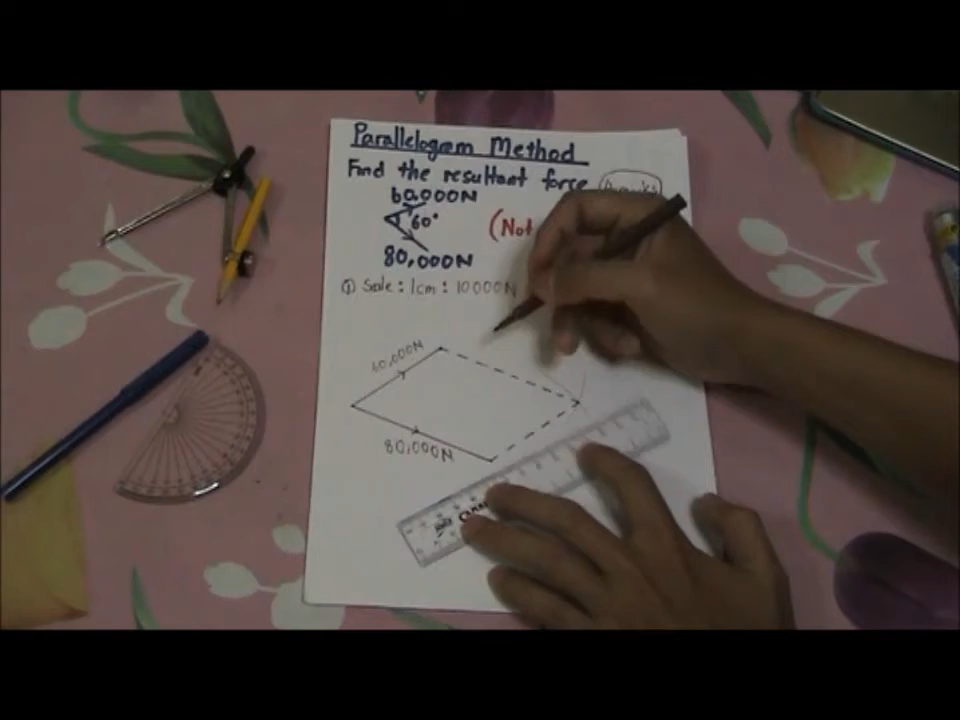 Parallelogram Method
Find the resultant force
60,000N
60°
(Not
80,000N
① Scale : 1cm : 10000N
60,000N
80,000N